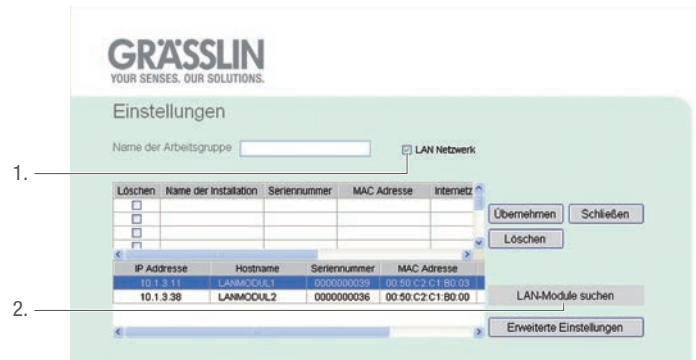 GRÄSSLIN
YOUR SENSES. OUR SOLUTIONS.
Einstellungen
Name der Arbeitsgruppe
LAN Netzwerk
1.
Löschen Name der Installation Seriennummer MAC Adresse Internetz
Übernehmen Schließen
Löschen
IP Addresse Hostname Seriennummer MAC Adresse
10.1.3.11 LANMODUL1 0000000039 00:50:C2:C1:B0:03
10.1.3.38 LANMODUL2 0000000036 00:50:C2:C1:B0:00
LAN-Module suchen
2.
Erweiterte Einstellungen